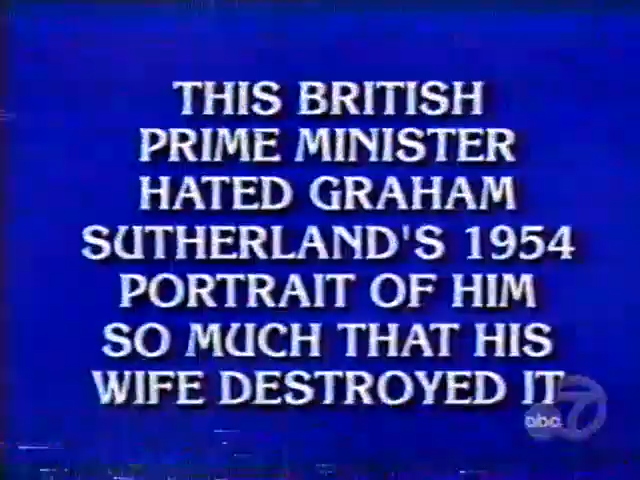 THIS BRITISH
PRIME MINISTER
HATED GRAHAM
SUTHERLAND'S 1954
PORTRAIT OF HIM
SO MUCH THAT HIS
WIFE DESTROYED IT
abc 7